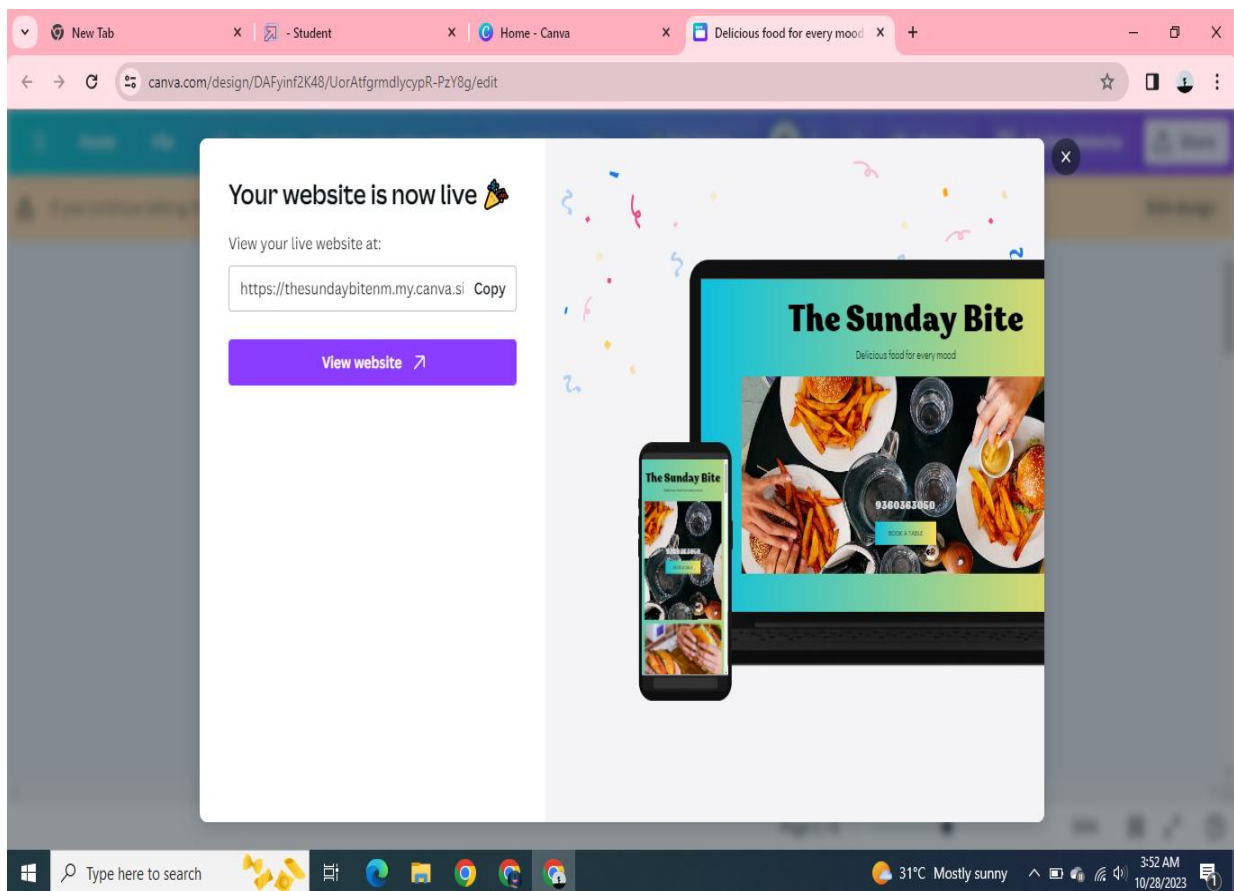 New Tab
- Student
Home - Canva
Delicious food for every mood
canva.com/design/DAFyinf2K48/UorAtfgrmdlycypR-PzY8g/edit
Share
Your website is now live
View your live website at:
https://thesundaybitenm.my.canva.si Copy
View website
The Sunday Bite
Delicious food for every mood
9360363050
BOOK A TABLE
The Sunday Bite
Type here to search
31°C Mostly sunny
3:52 AM
10/28/2023
1